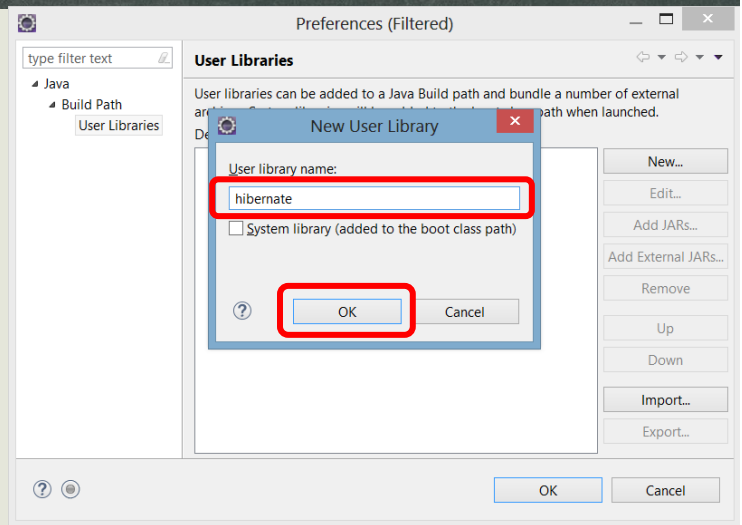 Preferences (Filtered)
type filter text
Java
Build Path
User Libraries
User Libraries
User libraries can be added to a Java Build path and bundle a number of external
path when launched.
De
New User Library
User library name:
hibernate
System library (added to the boot class path)
OK
Cancel
New...
Edit...
Add JARs...
Add External JARs...
Remove
Up
Down
Import...
Export...
OK
Cancel